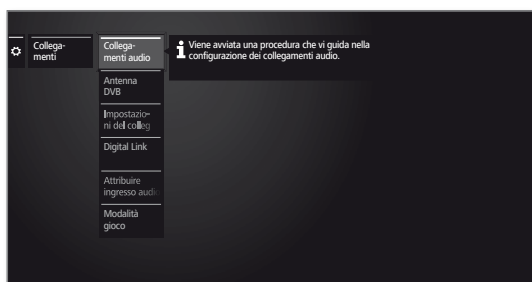 Collega-
menti
Collega-
menti audio
Viene avviata una procedura che vi guida nella
configurazione dei collegamenti audio.
Antenna
DVB
Impostazio-
ni del colleg
Digital Link
Attribuire
ingresso audio
Modalità
gioco